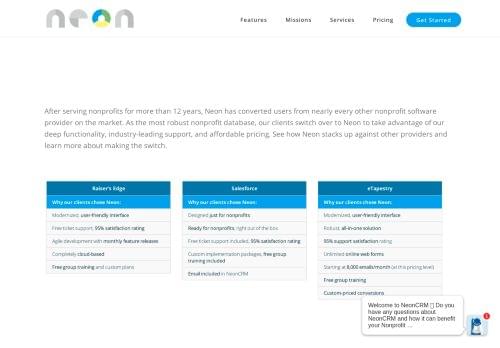 neon
Features
Missions
Services
Pricing
Get Started
After serving nonprofits for more than 12 years, Neon has converted users from nearly every other nonprofit software
provider on the market. As the most robust nonprofit database, our clients switch over to Neon to take advantage of our
deep functionality, industry-leading support, and affordable pricing. See how Neon stacks up against other providers and
learn more about making the switch.
Raiser's Edge
Why our clients chose Neon:
Modernized, user-friendly interface
Free ticket support, 95% satisfaction rating
Agile development with monthly feature releases
Completely cloud-based
Free group training and custom plans
Salesforce
Why our clients chose Neon:
Designed just for nonprofits
Ready for nonprofits, right out of the box
Free ticket support included, 95% satisfaction rating
Custom implementation packages, free group
training included
Email included in NeonCRM
eTapestry
Why our clients chose Neon:
Modernized, user-friendly interface
Robust, all-in-one solution
95% support satisfaction rating
Unlimited online web forms
Starting at 8,000 emails/month (at this pricing level)
Free group training
Custom-priced conversions
Welcome to NeonCRM Do you
have any questions about
NeonCRM and how it can benefit
your Nonprofit ...
1